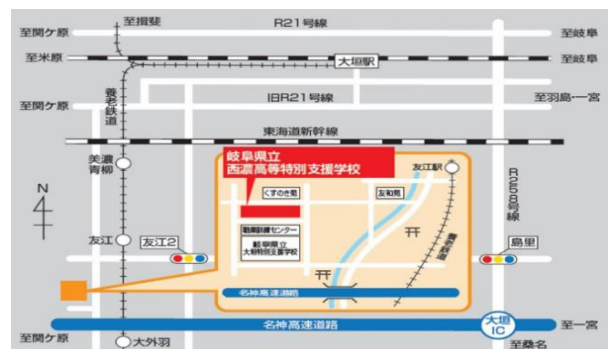 至揖斐
R21号線
至関ケ原
至岐阜
至米原
大垣駅
至岐阜
養老鉄道
至関ケ原
旧R21号線
至羽島・一宮
東海道新幹線
美濃
青柳
岐阜県立
西濃高等特別支援学校
友江駅
くすのき苑
友和苑
R258号線
N
職業訓練センター
岐阜県立
大垣特別支援学校
養老鉄道
友江
友江2
島里
名神高速道路
名神高速道路
大垣
IC
至一宮
至関ケ原
大外羽
至桑名